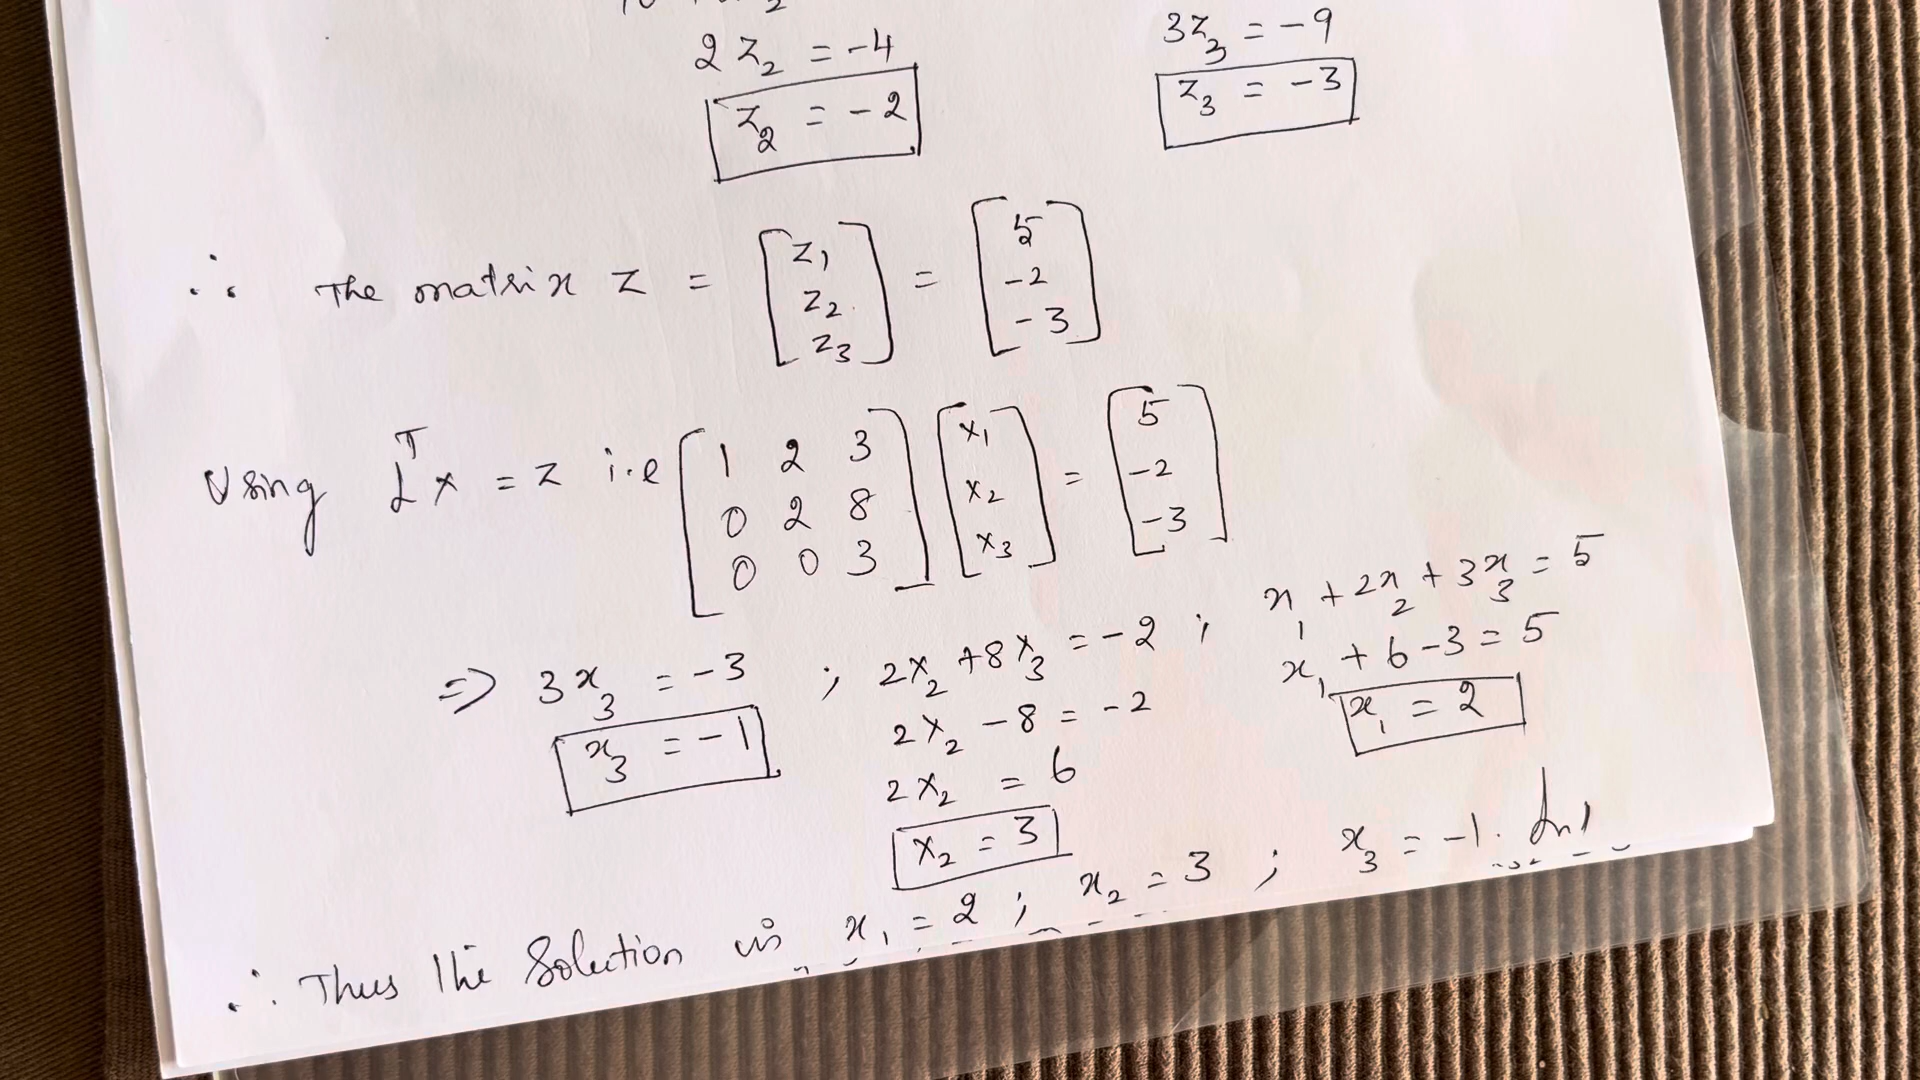 2 z₂ = -4
3z₃ = -9
z₂ = -2
z₃ = -3
∴ The matrix z = [z₁ z₂ z₃] = [5 -2 -3]
Using Lᵀx = z i.e [1 2 3; 0 2 8; 0 0 3] [x₁ x₂ x₃] = [5 -2 -3]
⇒ 3x₃ = -3 ; 2x₂ + 8x₃ = -2 ; x₁ + 2x₂ + 3x₃ = 5
x₃ = -1
2x₂ - 8 = -2
x₁ + 6 - 3 = 5
2x₂ = 6
x₁ = 2
x₂ = 3
∴ Thus the Solution is x₁ = 2 ; x₂ = 3 ; x₃ = -1.